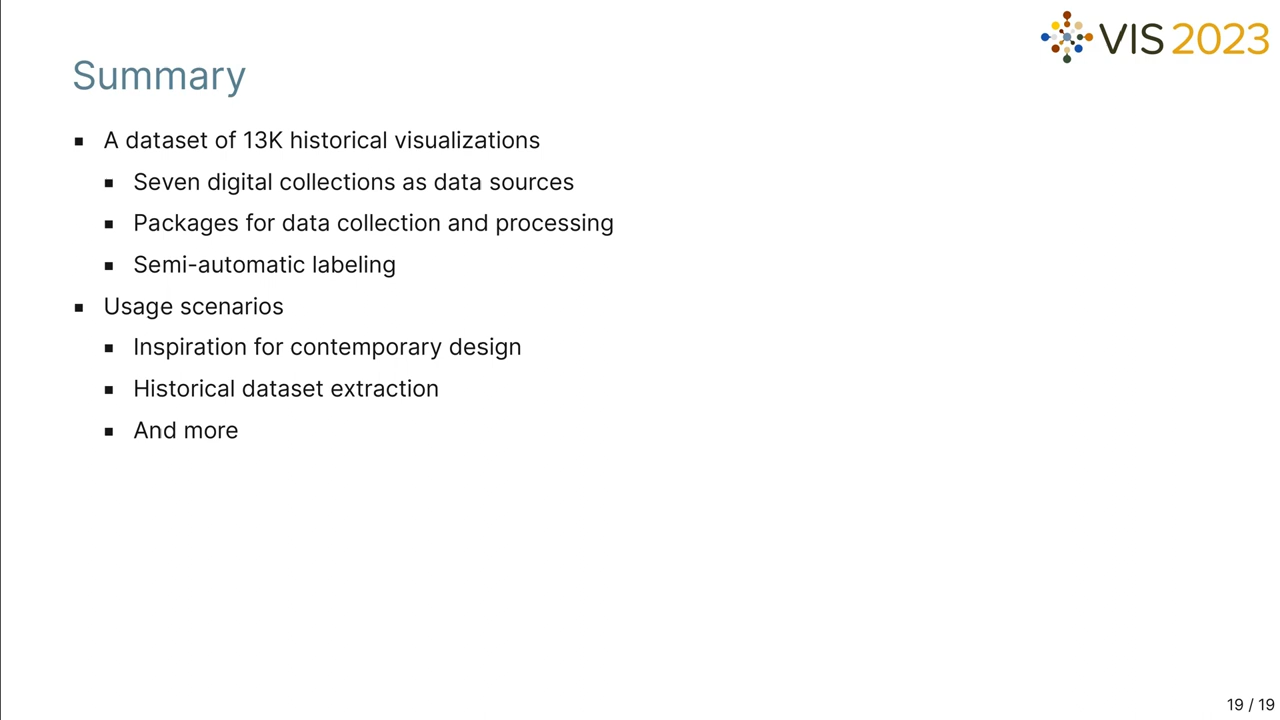 VIS 2023
Summary
A dataset of 13K historical visualizations
Seven digital collections as data sources
Packages for data collection and processing
Semi-automatic labeling
Usage scenarios
Inspiration for contemporary design
Historical dataset extraction
And more
19 / 19